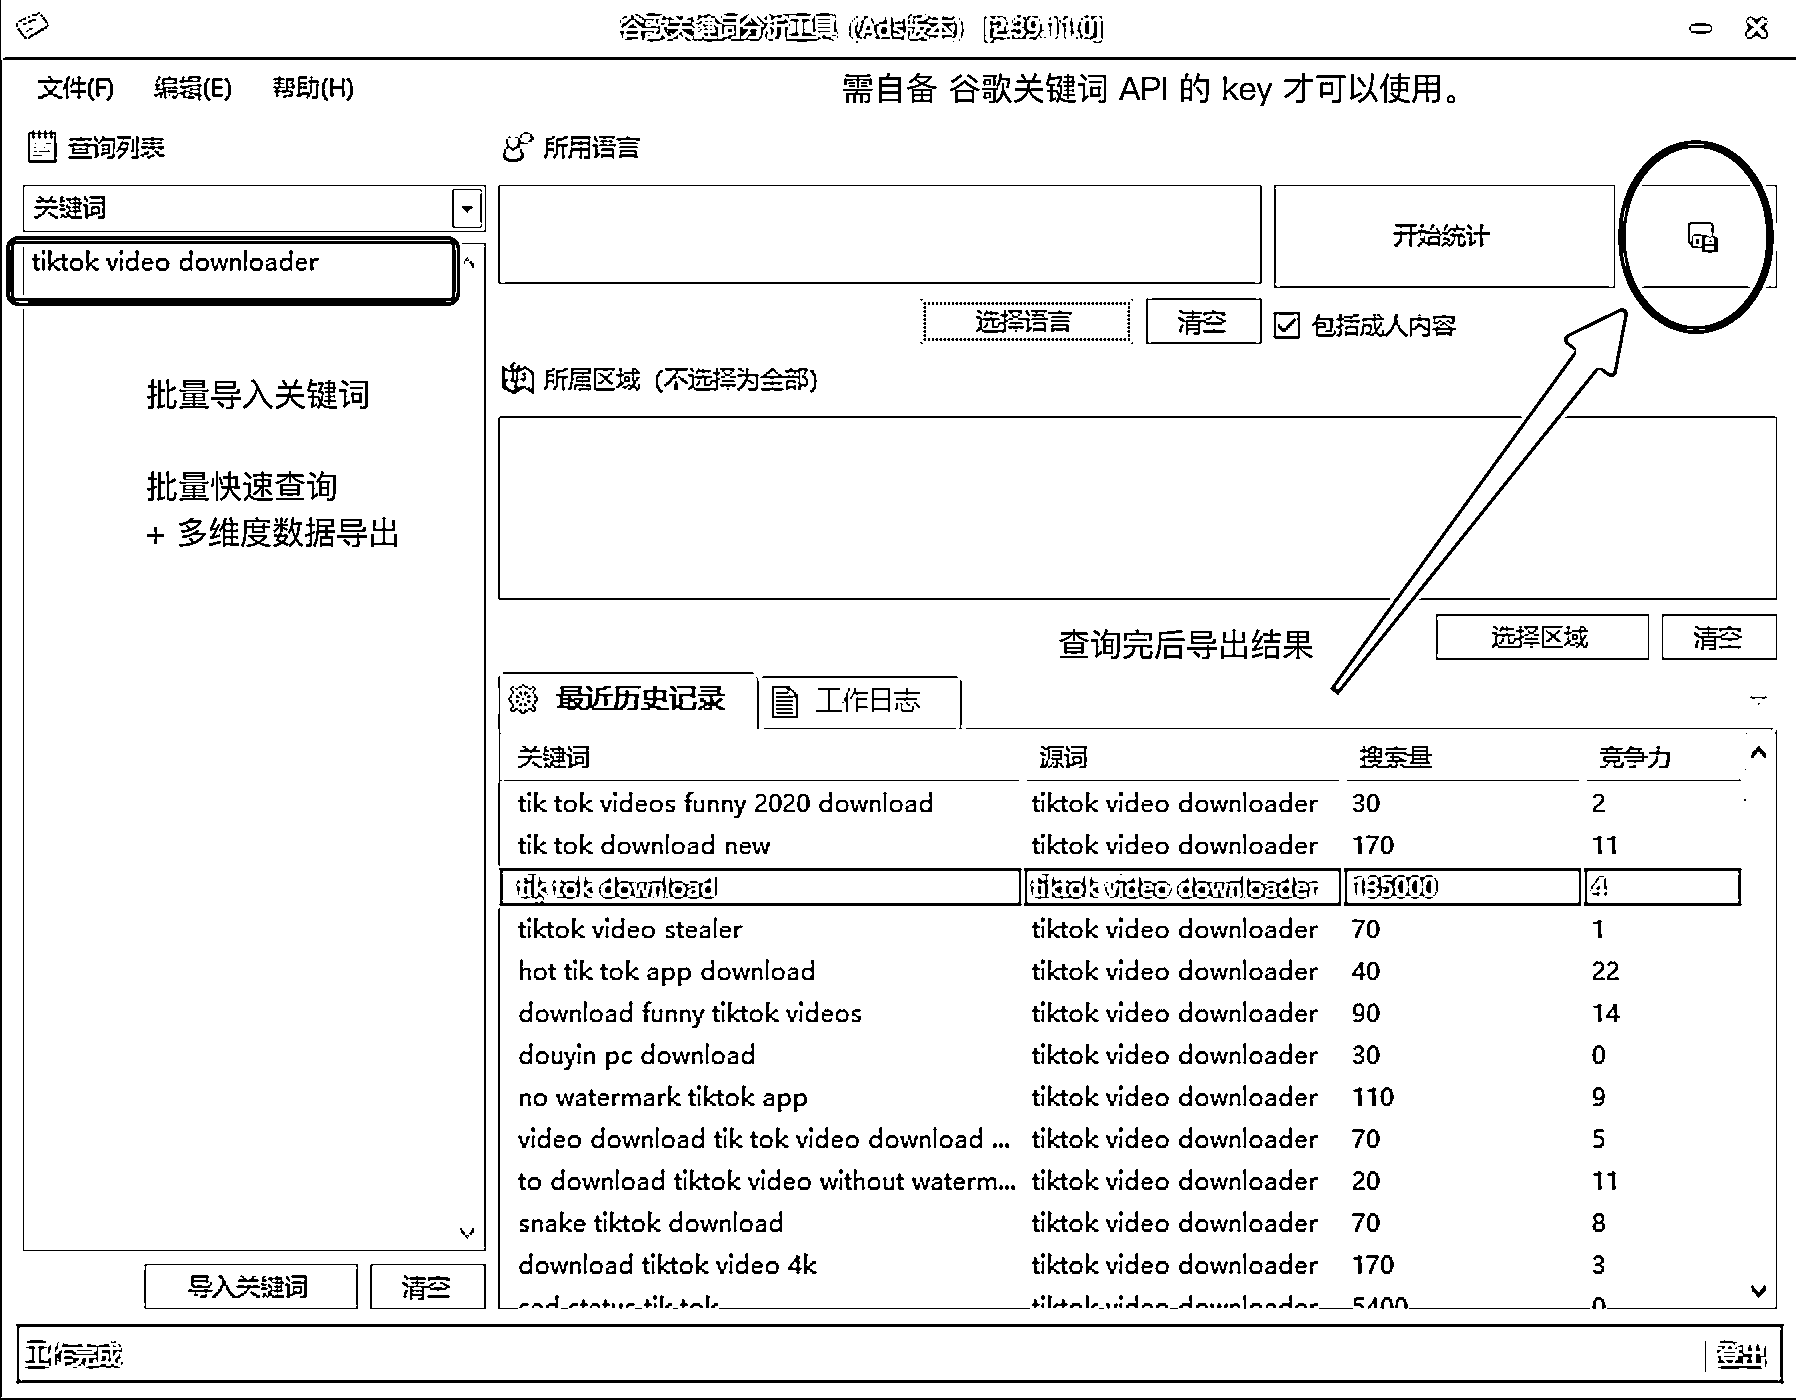 谷歌关键词分析工具 (Ads版本) [2.39.11.0]
文件(F) 编辑(E) 帮助(H)
需自备 谷歌关键词 API 的 key 才可以使用。
查询列表
所用语言
关键词
tiktok video downloader
开始统计
选择语言
清空
包括成人内容
所属区域 (不选择为全部)
批量导入关键词
批量快速查询
+ 多维度数据导出
查询完后导出结果
选择区域
清空
最近历史记录
工作日志
关键词 源词 搜索量 竞争力
tik tok videos funny 2020 download tiktok video downloader 30 2
tik tok download new tiktok video downloader 170 11
tik tok download tiktok video downloader 135000 4
tiktok video stealer tiktok video downloader 70 1
hot tik tok app download tiktok video downloader 40 22
download funny tiktok videos tiktok video downloader 90 14
douyin pc download tiktok video downloader 30 0
no watermark tiktok app tiktok video downloader 110 9
video download tik tok video download ... tiktok video downloader 70 5
to download tiktok video without waterm... tiktok video downloader 20 11
snake tiktok download tiktok video downloader 70 8
download tiktok video 4k tiktok video downloader 170 3
sad status tik tok tiktok video downloader 5400 0
导入关键词
清空
工作完成
登出